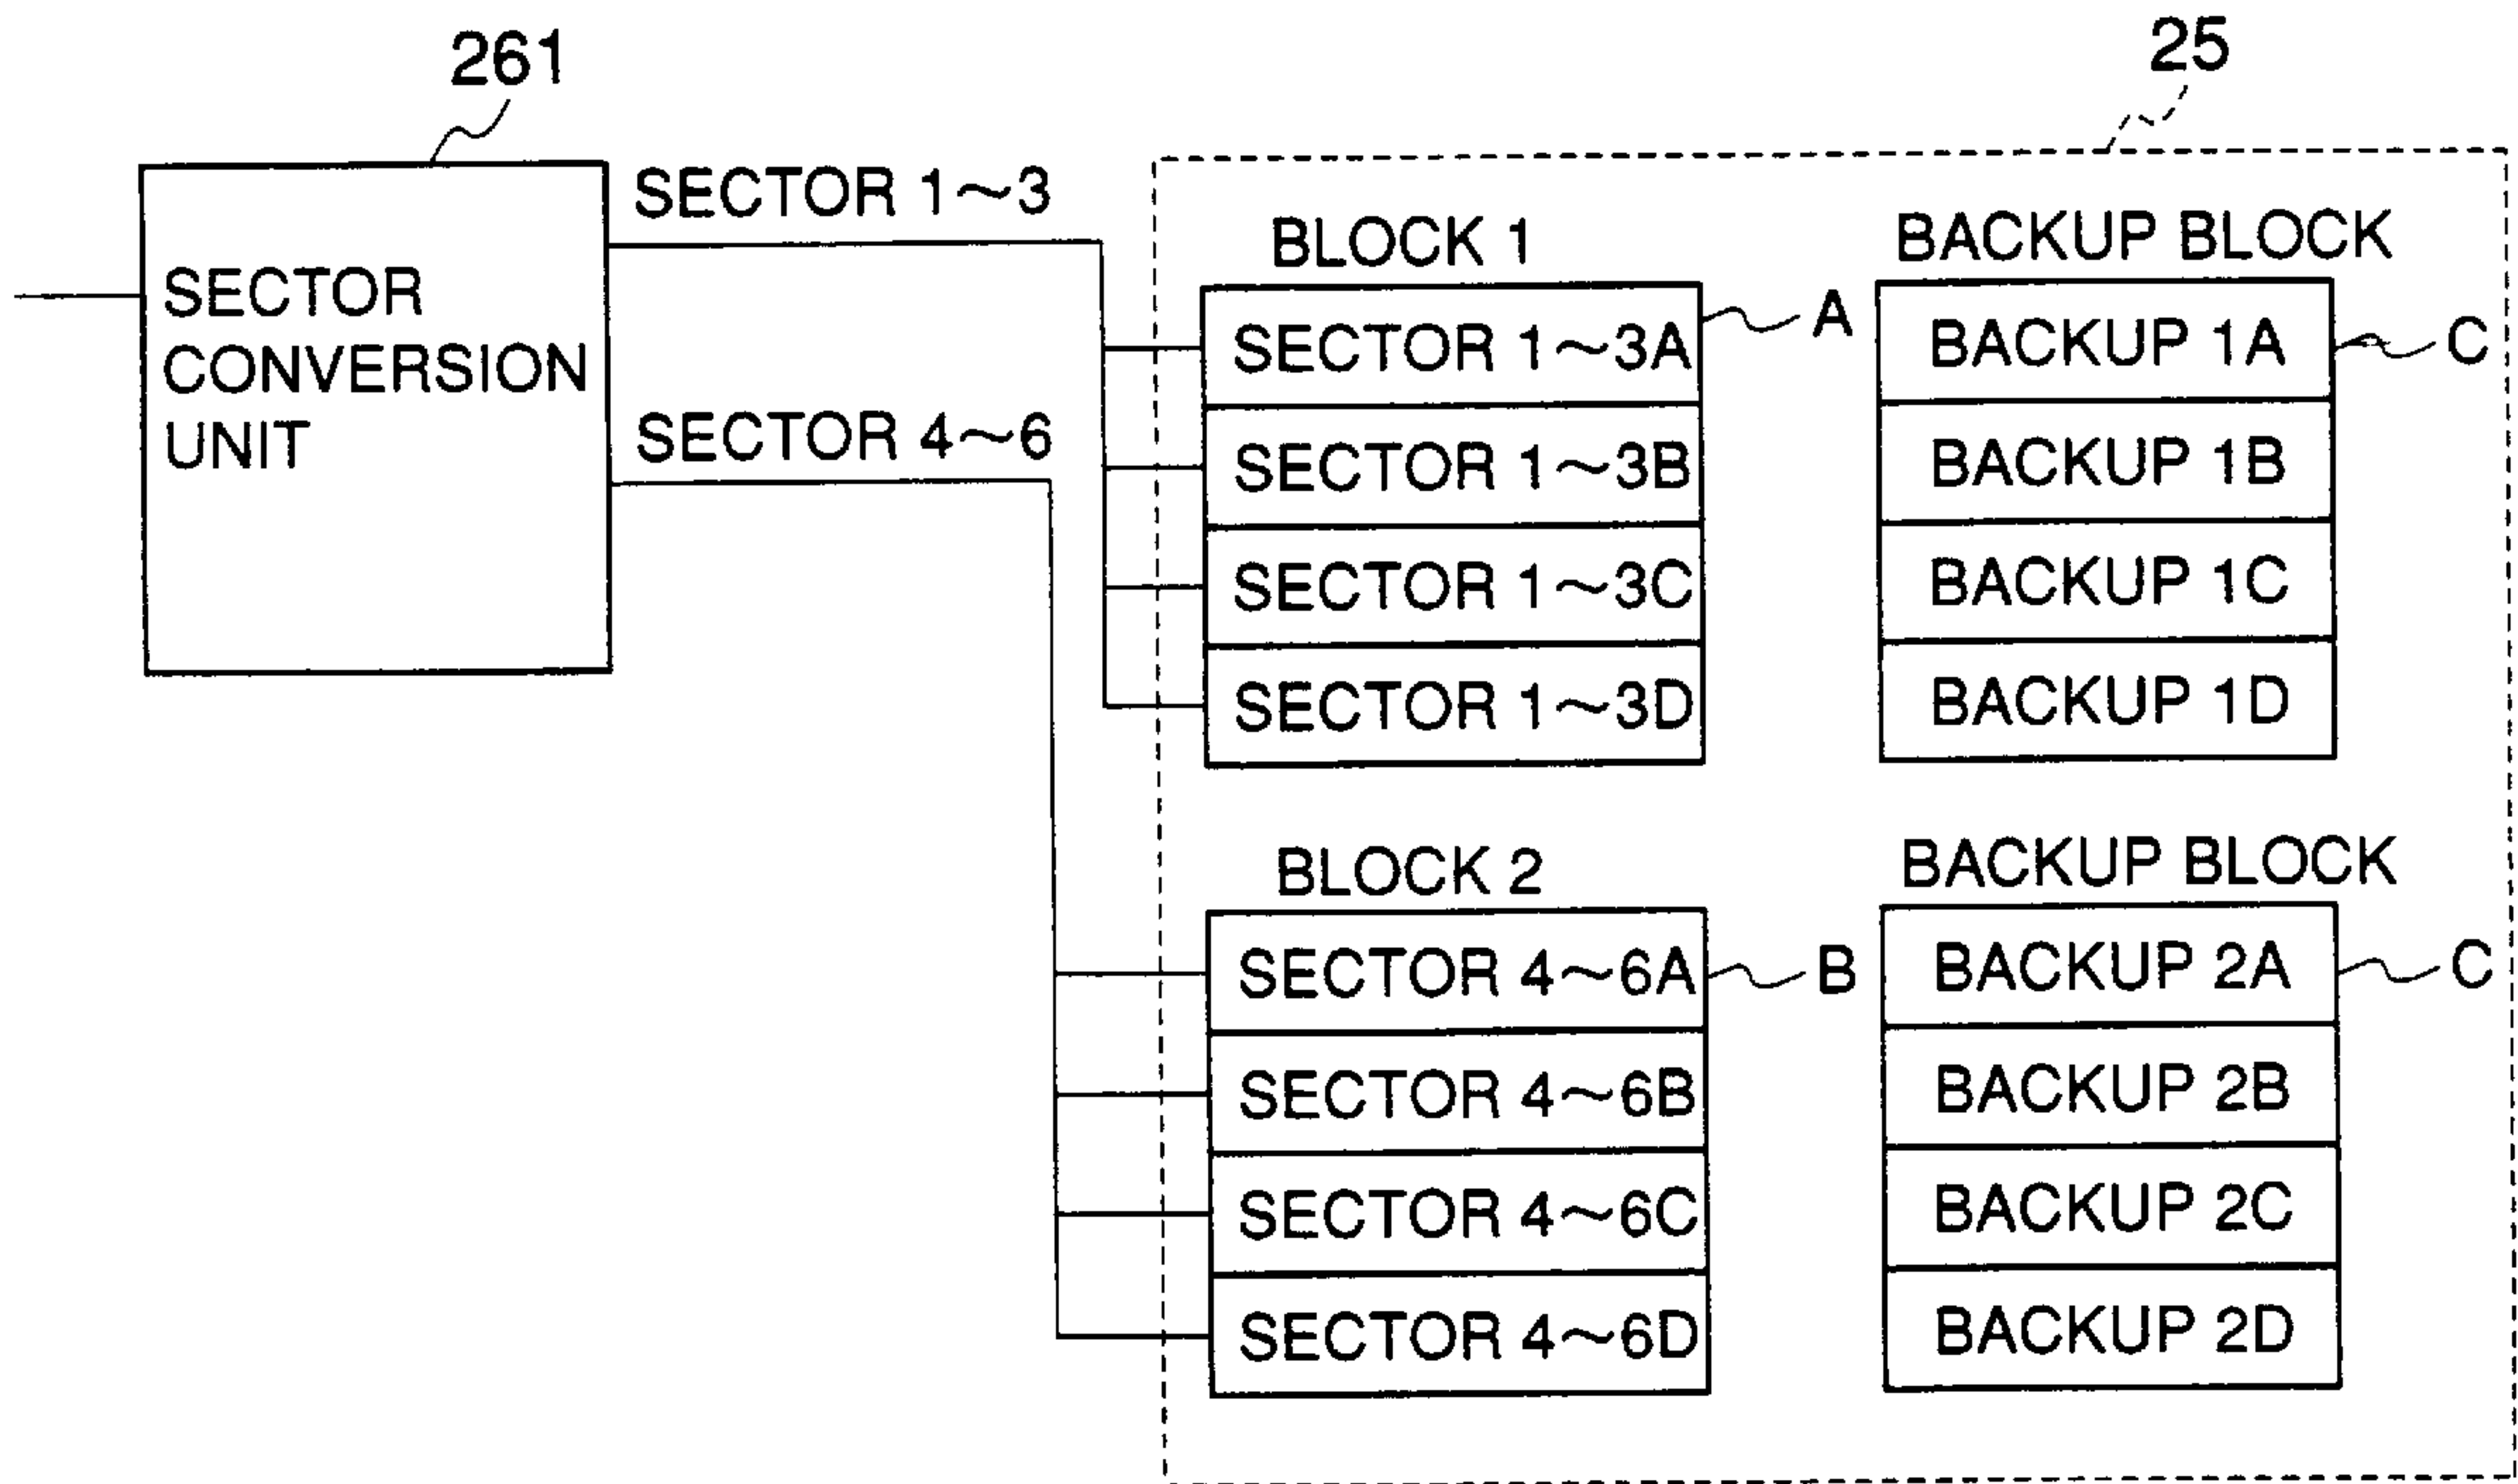 261
25
SECTOR
CONVERSION
UNIT
SECTOR 1~3
SECTOR 4~6
BLOCK 1
SECTOR 1~3A
SECTOR 1~3B
SECTOR 1~3C
SECTOR 1~3D
A
BACKUP BLOCK
BACKUP 1A
BACKUP 1B
BACKUP 1C
BACKUP 1D
C
BLOCK 2
SECTOR 4~6A
SECTOR 4~6B
SECTOR 4~6C
SECTOR 4~6D
B
BACKUP BLOCK
BACKUP 2A
BACKUP 2B
BACKUP 2C
BACKUP 2D
C